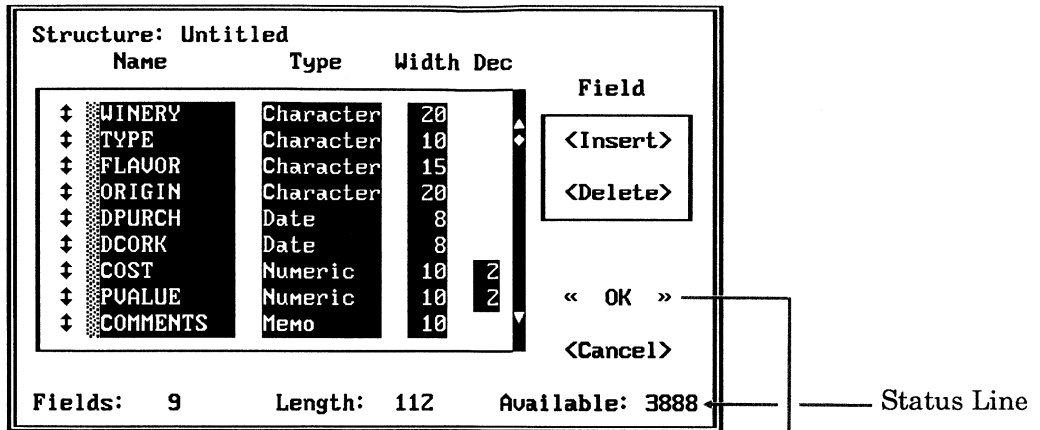 Structure: Untitled
Name Type Width Dec
Field
WINERY Character 20
TYPE Character 10
<Insert>
FLAVOR Character 15
ORIGIN Character 20
<Delete>
DPURCH Date 8
DCORK Date 8
COST Numeric 10 2
PVALUE Numeric 10 2
« OK »
COMMENTS Memo 10
<Cancel>
Fields: 9 Length: 112 Available: 3888
Status Line